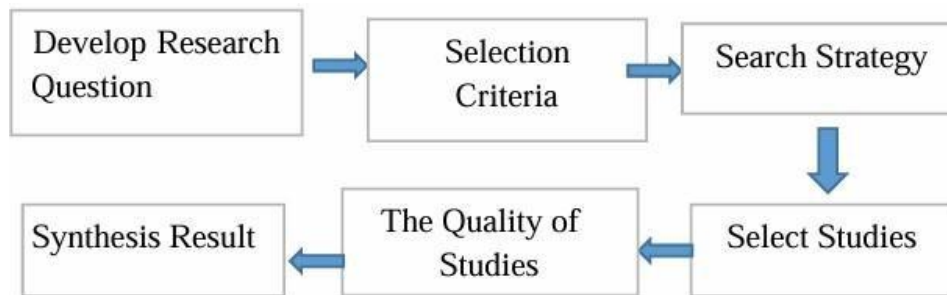 Develop Research
Question
Selection
Criteria
Search Strategy
Synthesis Result
The Quality of
Studies
Select Studies